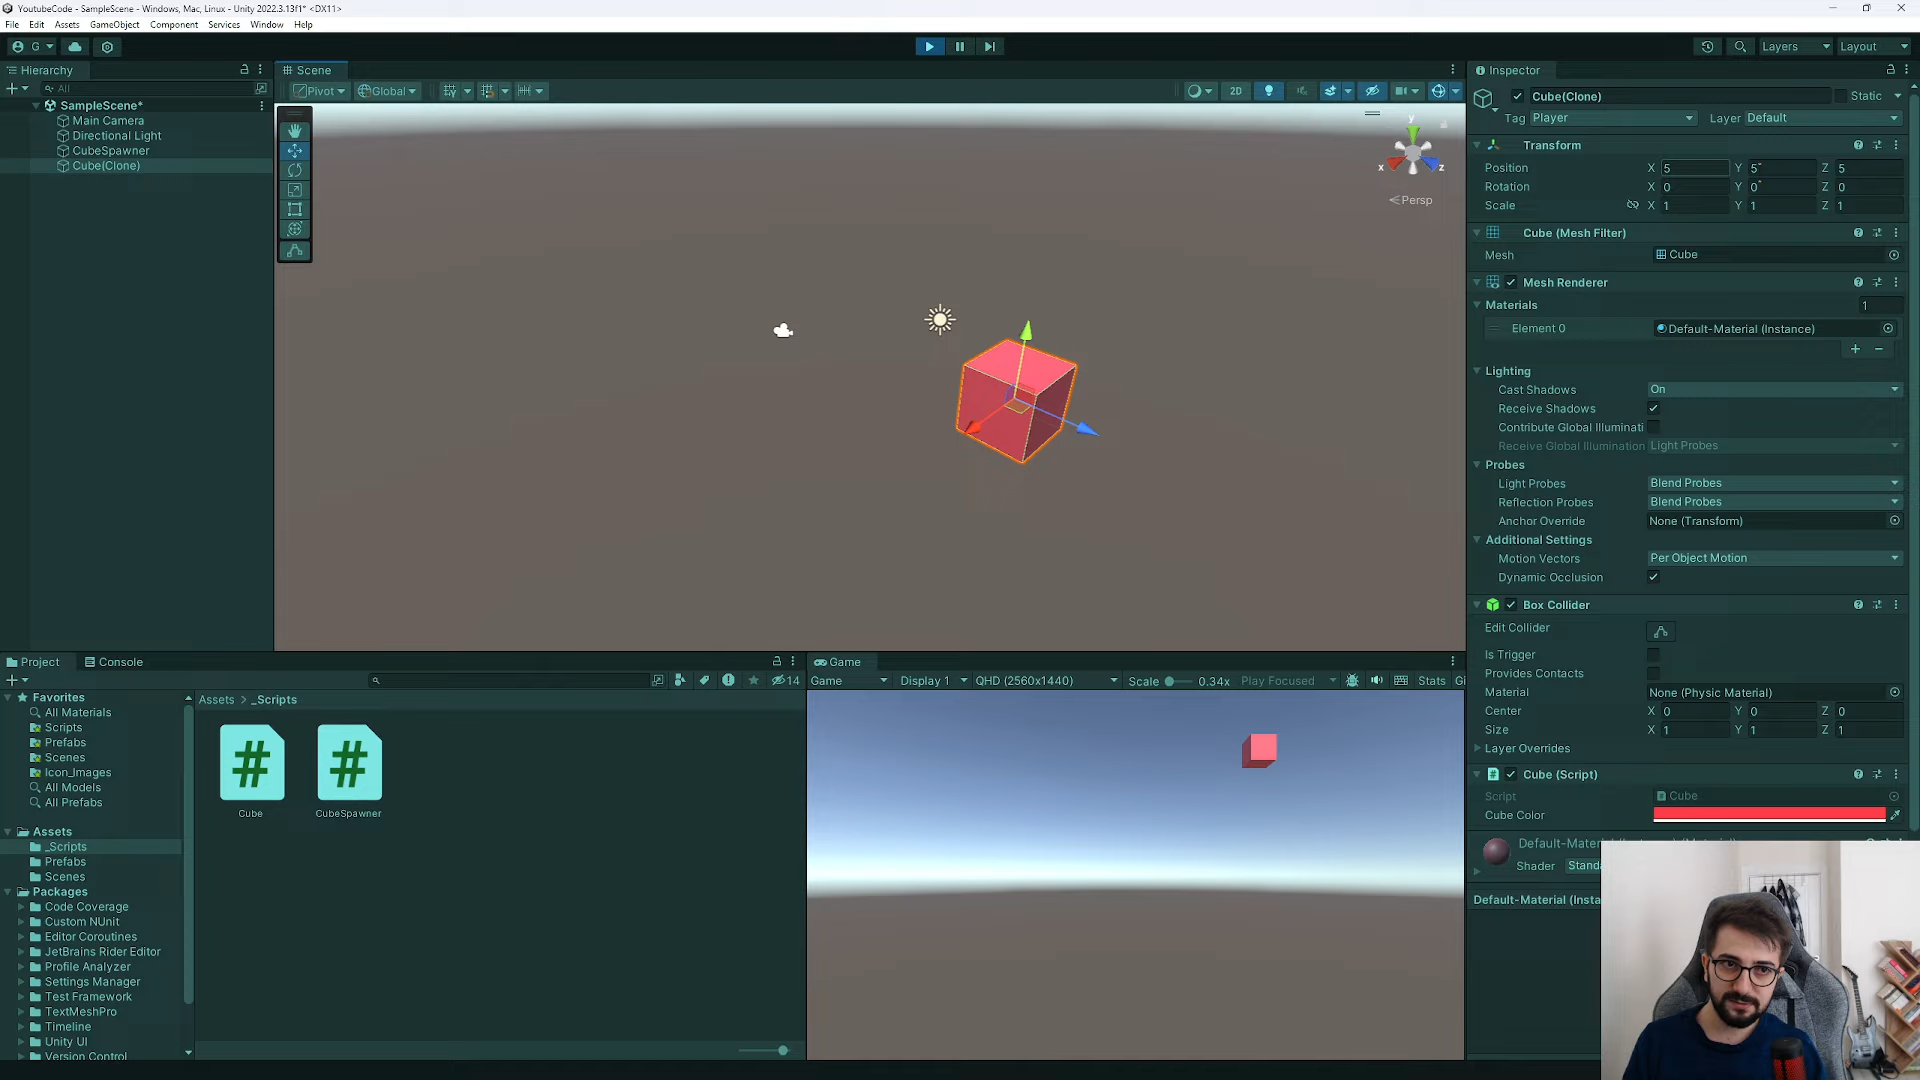 YoutubeCode - SampleScene - Windows, Mac, Linux - Unity 2022.3.13f1* <DX11>
File Edit Assets GameObject Component Services Window Help
G Layers Layout
Hierarchy
All
SampleScene*
Main Camera
Directional Light
CubeSpawner
Cube(Clone)
Scene
Pivot Global 2D
y
x z
Persp
Inspector
Cube(Clone) Static
Tag Player Layer Default
Transform
Position X 5 Y 5 Z 5
Rotation X 0 Y 0 Z 0
Scale X 1 Y 1 Z 1
Cube (Mesh Filter)
Mesh Cube
Mesh Renderer
Materials 1
Element 0 Default-Material (Instance)
Lighting
Cast Shadows On
Receive Shadows
Contribute Global Illuminati
Receive Global Illumination Light Probes
Probes
Light Probes Blend Probes
Reflection Probes Blend Probes
Anchor Override None (Transform)
Additional Settings
Motion Vectors Per Object Motion
Dynamic Occlusion
Box Collider
Edit Collider
Is Trigger
Provides Contacts
Material None (Physic Material)
Center X 0 Y 0 Z 0
Size X 1 Y 1 Z 1
Layer Overrides
# Cube (Script)
Script Cube
Cube Color
Shader Standa
Default-Material (Insta
Project Console
14
Favorites
All Materials
Scripts
Prefabs
Scenes
Icon_Images
All Models
All Prefabs
Assets
_Scripts
Prefabs
Scenes
Packages
Code Coverage
Custom NUnit
Editor Coroutines
JetBrains Rider Editor
Profile Analyzer
Settings Manager
Test Framework
TextMeshPro
Timeline
Unity UI
Version Control
Assets > _Scripts
# #
Cube CubeSpawner
Game
Game Display 1 QHD (2560x1440) Scale 0.34x Play Focused Stats Gi